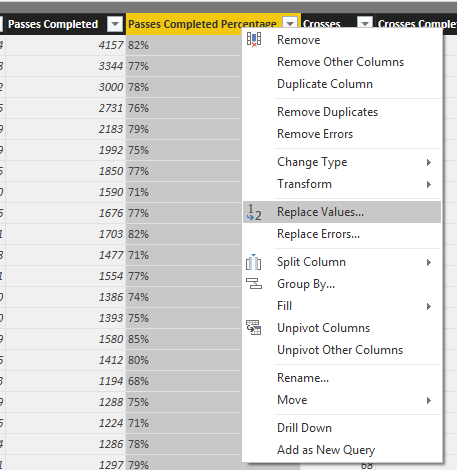 Passes Completed Passes Completed Percentage Crosses Crosses Complete
4157 82%
3344 77%
3000 78%
2731 76%
2183 79%
1992 75%
1850 77%
1590 71%
1676 77%
1703 82%
1477 71%
1554 77%
1386 74%
1393 75%
1580 85%
1412 80%
1194 68%
1288 75%
1224 71%
1286 78%
1297 79%
68
Remove
Remove Other Columns
Duplicate Column
Remove Duplicates
Remove Errors
Change Type
Transform
1
2
Replace Values...
Replace Errors...
Split Column
Group By...
Fill
Unpivot Columns
Unpivot Other Columns
Rename...
Move
Drill Down
Add as New Query